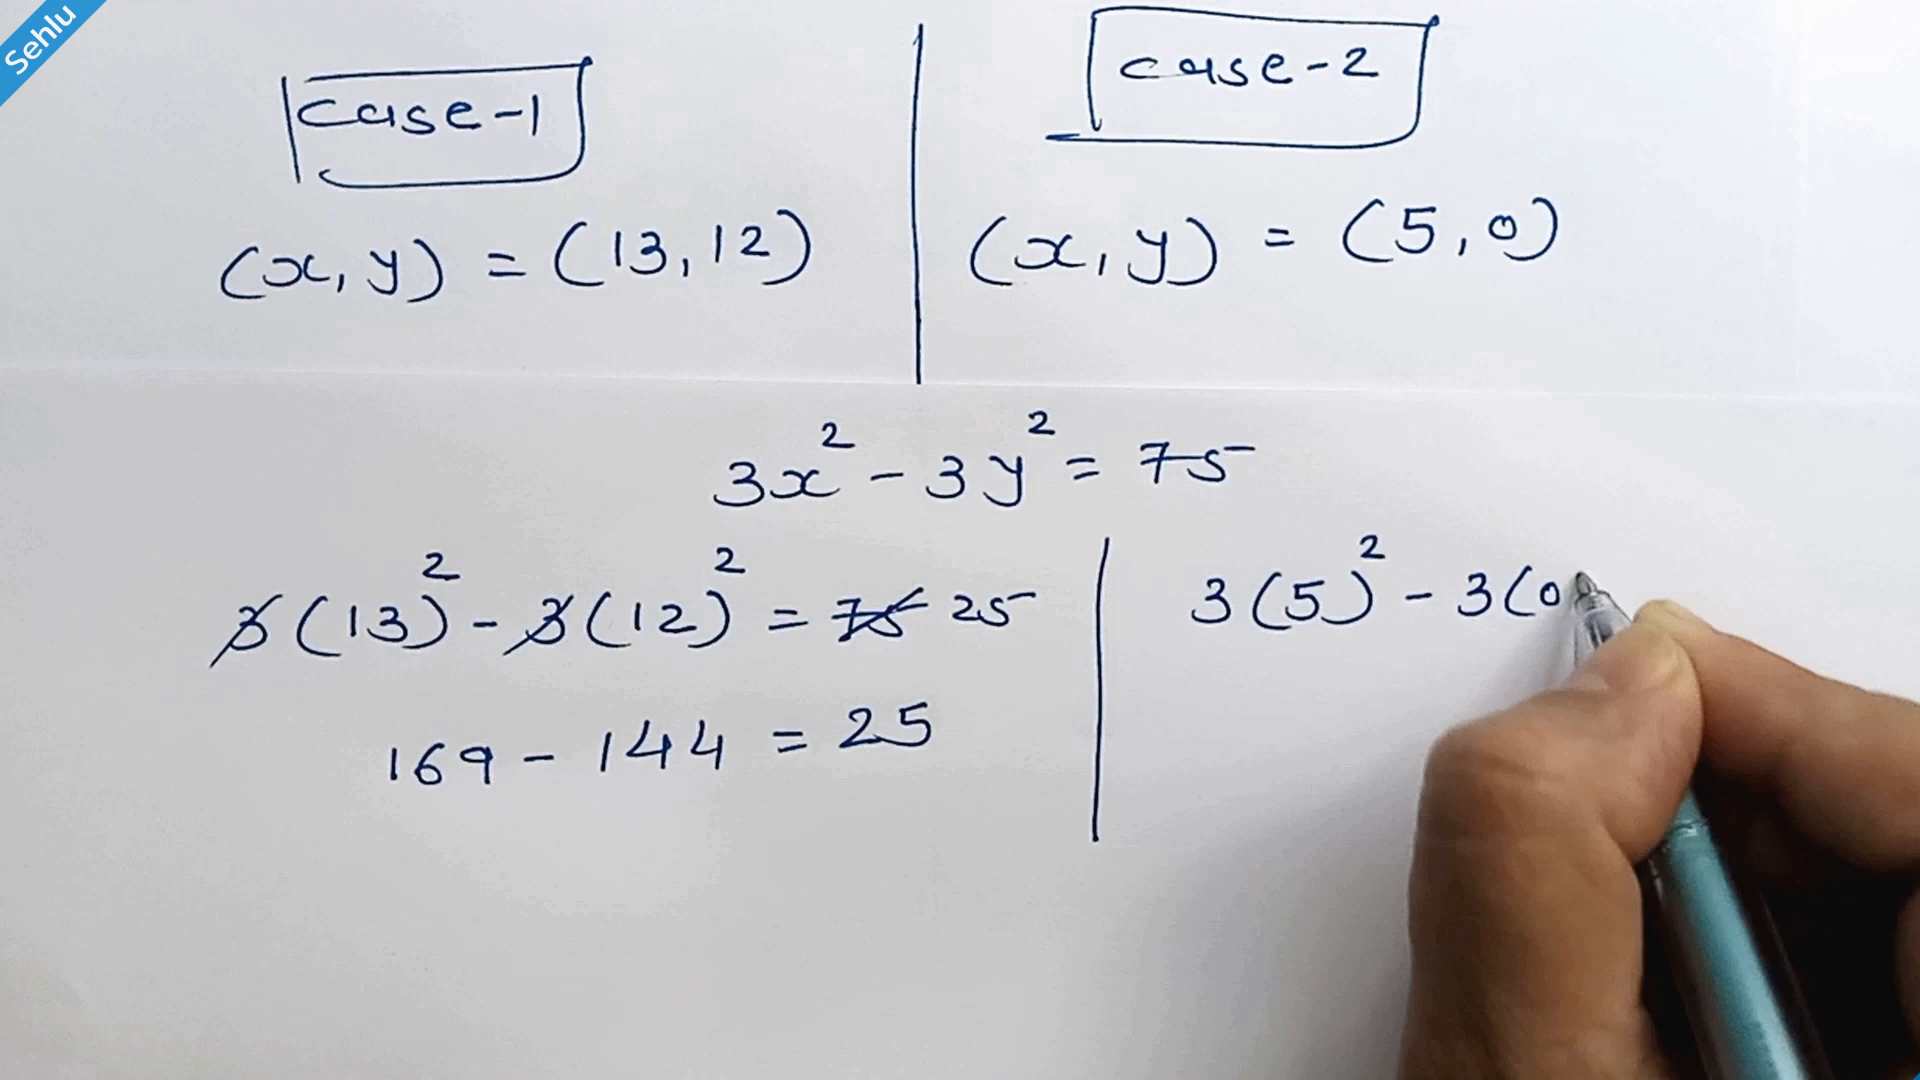 Sehlu
case-1
case-2
(x, y) = (13, 12)
(x, y) = (5, 0)
3x² - 3y² = 75
3(13)² - 3(12)² = 75 25
3(5)² - 3(0
169 - 144 = 25